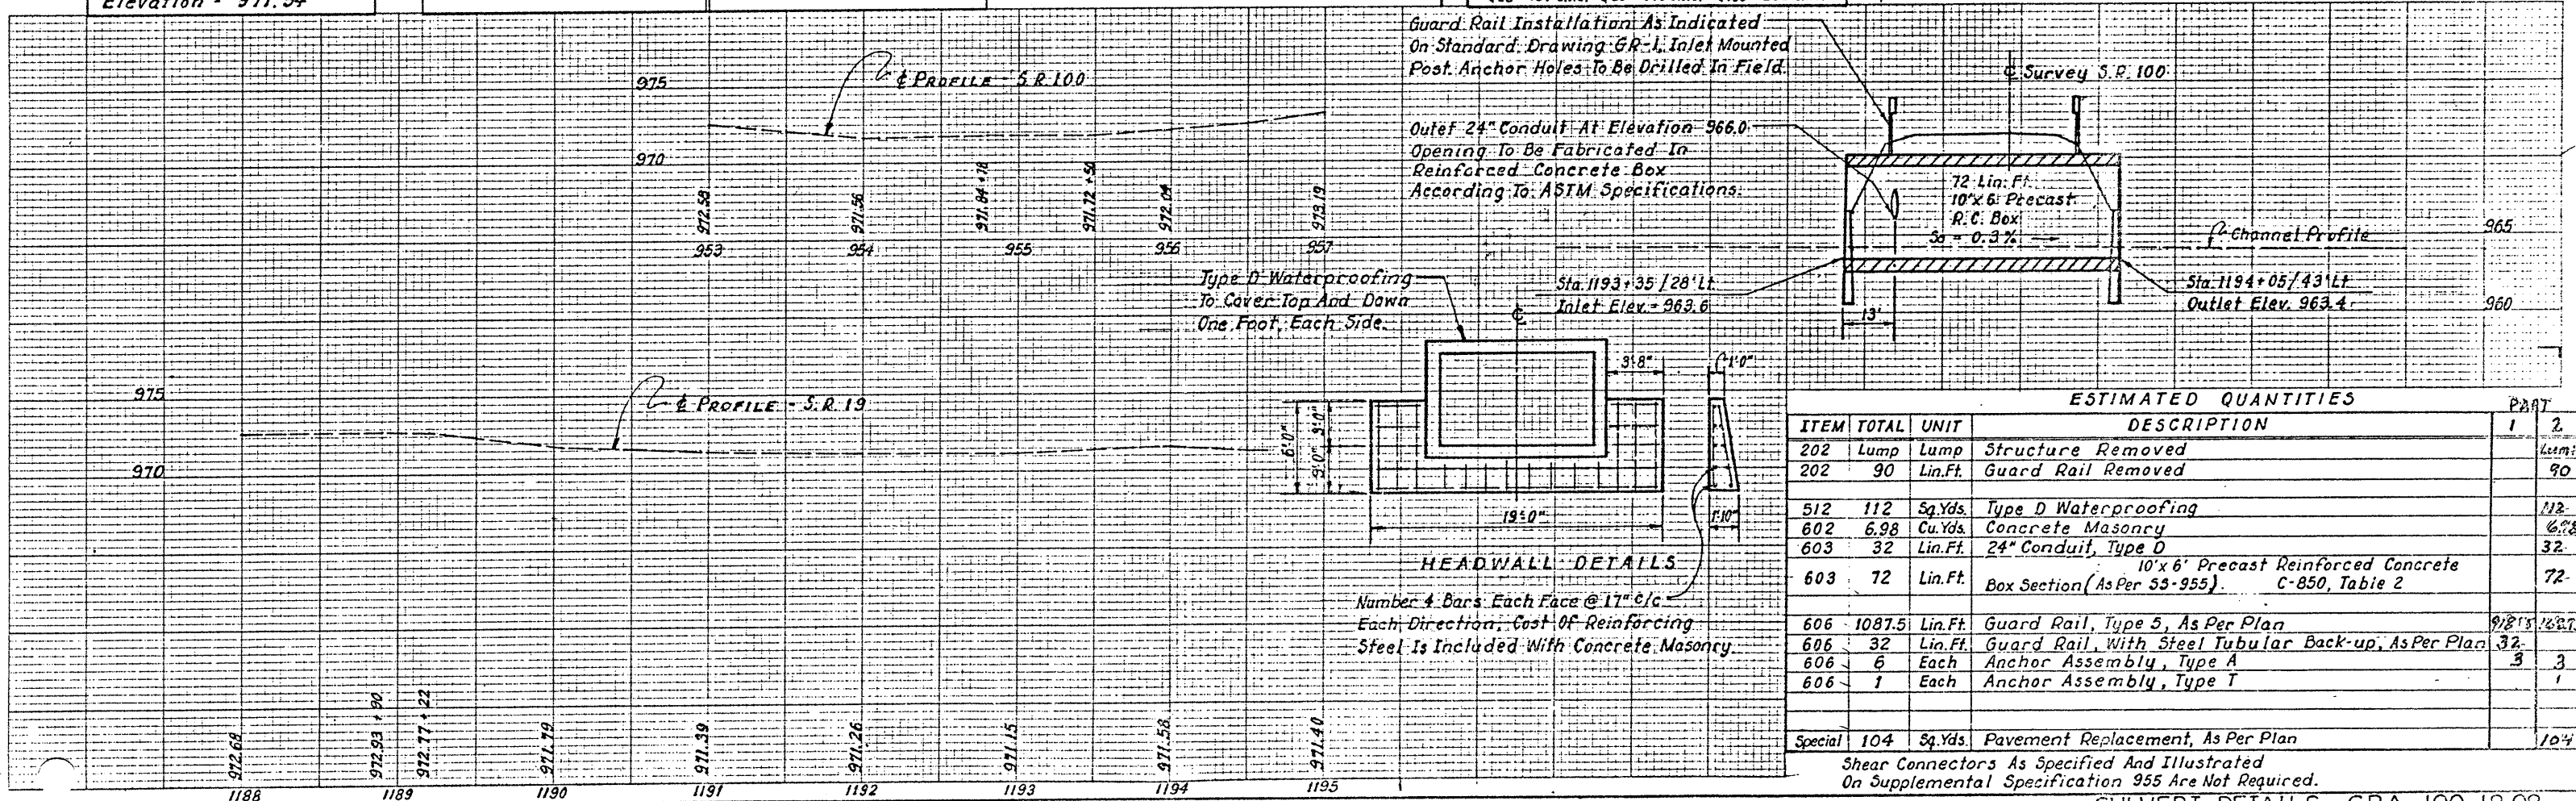 Elevation - 971.54
Guard Rail Installation As Indicated
On Standard Drawing GR-1, Inlet Mounted
Post Anchor Holes To Be Drilled In Field.
975
℄ PROFILE - S.R.100
970
972.58
971.56
971.84 +78
971.72 +50
972.04
973.19
953
954
955
956
957
Outlet 24" Conduit At Elevation 966.0
Opening To Be Fabricated In
Reinforced Concrete Box
According To ASTM Specifications.
℄ Survey S.R. 100
72 Lin. Ft.
10'x 6' Precast
R.C. Box
So = 0.3%
Channel Profile
965
960
Sta. 1193+35 / 28' Lt.
Inlet Elev. = 963.6
Sta. 1194+05 / 43' Lt
Outlet Elev. 963.4
13'
Type D Waterproofing
To Cover Top And Down
One Foot, Each Side.
℄
3'-8"
1'-0"
6'-0"
3'-0"
3'-0"
19'-0"
1'-10"
HEADWALL DETAILS
Number 4 Bars Each Face @ 17" c/c
Each Direction, Cost Of Reinforcing
Steel Is Included With Concrete Masonry
975
℄ PROFILE - S.R.19
970
972.68
972.93 +90
972.77 +22
971.79
971.39
971.26
971.15
971.58
971.40
1188
1189
1190
1191
1192
1193
1194
1195
ESTIMATED QUANTITIES
PART
ITEM TOTAL UNIT DESCRIPTION 1 2
202 Lump Lump Structure Removed
202 90 Lin.Ft. Guard Rail Removed 90
512 112 Sq.Yds. Type D Waterproofing 112
602 6.98 Cu.Yds. Concrete Masonry 6.98
603 32 Lin.Ft. 24" Conduit, Type D 32
603 72 Lin.Ft. 10'x 6' Precast Reinforced Concrete
Box Section (As Per SS-955). C-850, Table 2 72
606 1087.5 Lin.Ft. Guard Rail, Type 5, As Per Plan
606 32 Lin.Ft. Guard Rail, With Steel Tubular Back-up, As Per Plan 32
606 6 Each Anchor Assembly, Type A 3 3
606 1 Each Anchor Assembly, Type T 1
Special 104 Sq.Yds. Pavement Replacement, As Per Plan 104
Shear Connectors As Specified And Illustrated
On Supplemental Specification 955 Are Not Required.